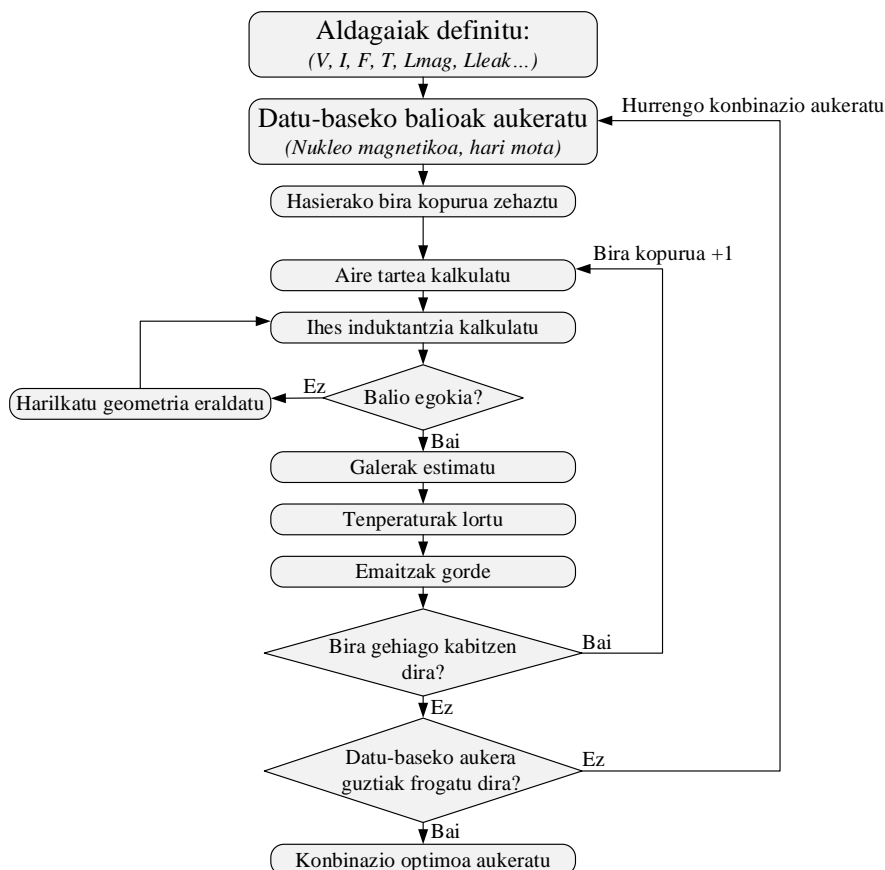 Aldagaiak definitu:
(V, I, F, T, Lmag, Lleak…)
Hurrengo konbinazio aukeratu
Datu-baseko balioak aukeratu
(Nukleo magnetikoa, hari mota)
Hasierako bira kopurua zehaztu
Bira kopurua +1
Aire tartea kalkulatu
Ihes induktantzia kalkulatu
Ez
Balio egokia?
Harilkatu geometria eraldatu
Bai
Galerak estimatu
Tenperaturak lortu
Emaitzak gorde
Bira gehiago kabitzen
dira?
Bai
Ez
Datu-baseko aukera
guztiak frogatu dira?
Ez
Bai
Konbinazio optimoa aukeratu